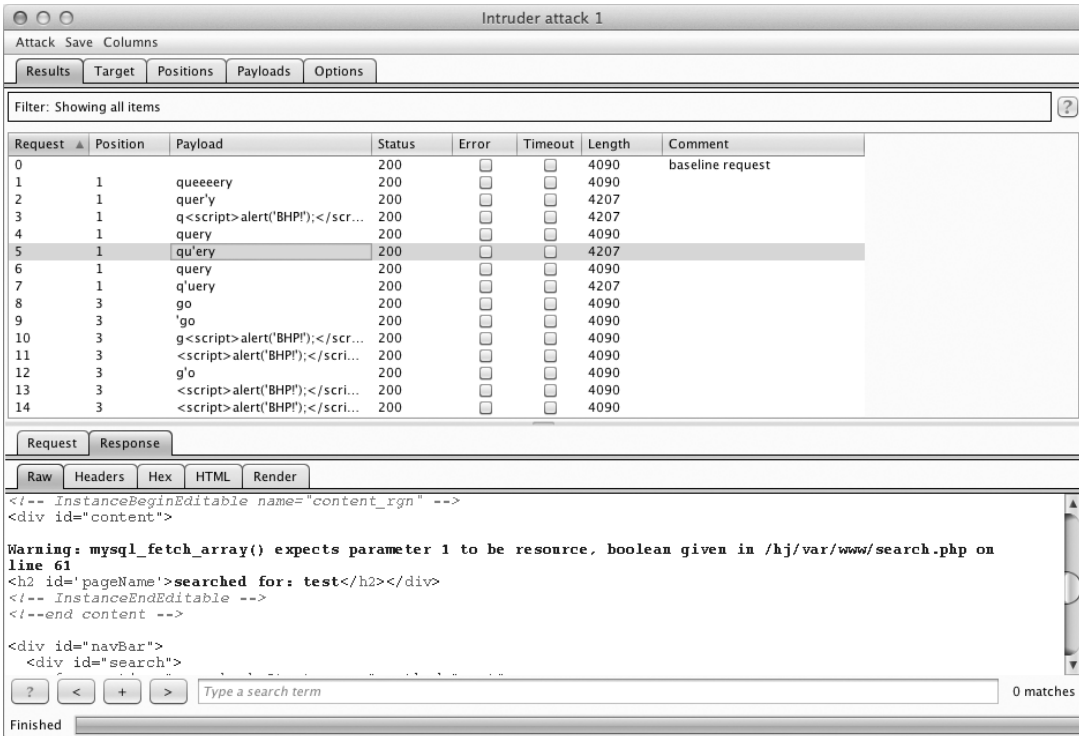 Intruder attack 1
Attack Save Columns
Results Target Positions Payloads Options
Filter: Showing all items
?
Request Position Payload Status Error Timeout Length Comment
0 200 4090 baseline request
1 1 queeeery 200 4090
2 1 quer'y 200 4207
3 1 q<script>alert('BHP!');</scr... 200 4207
4 1 query 200 4090
5 1 qu'ery 200 4207
6 1 query 200 4090
7 1 q'uery 200 4207
8 3 go 200 4090
9 3 'go 200 4090
10 3 g<script>alert('BHP!');</scr... 200 4090
11 3 <script>alert('BHP!');</scri... 200 4090
12 3 g'o 200 4090
13 3 <script>alert('BHP!');</scri... 200 4090
14 3 <script>alert('BHP!');</scri... 200 4090
Request Response
Raw Headers Hex HTML Render
<!-- InstanceBeginEditable name="content_rgn" -->
<div id="content">
Warning: mysql_fetch_array() expects parameter 1 to be resource, boolean given in /hj/var/www/search.php on
line 61
<h2 id='pageName'>searched for: test</h2></div>
<!-- InstanceEndEditable -->
<!--end content -->
<div id="navBar">
<div id="search">
? < + > Type a search term 0 matches
Finished